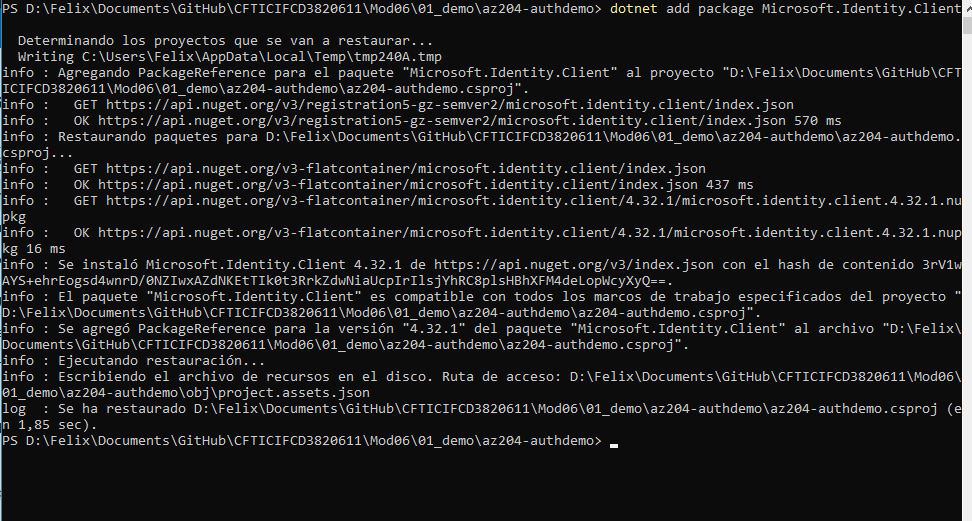 PS D:\Felix\Documents\GitHub\CFTICIFCD3820611\Mod06\01_demo\az204-authdemo> dotnet add package Microsoft.Identity.Client
  Determinando los proyectos que se van a restaurar...
  Writing C:\Users\Felix\AppData\Local\Temp\tmp240A.tmp
info : Agregando PackageReference para el paquete "Microsoft.Identity.Client" al proyecto "D:\Felix\Documents\GitHub\CFT
ICIFCD3820611\Mod06\01_demo\az204-authdemo\az204-authdemo.csproj".
info :   GET https://api.nuget.org/v3/registration5-gz-semver2/microsoft.identity.client/index.json
info :   OK https://api.nuget.org/v3/registration5-gz-semver2/microsoft.identity.client/index.json 570 ms
info : Restaurando paquetes para D:\Felix\Documents\GitHub\CFTICIFCD3820611\Mod06\01_demo\az204-authdemo\az204-authdemo.
csproj...
info :   GET https://api.nuget.org/v3-flatcontainer/microsoft.identity.client/index.json
info :   OK https://api.nuget.org/v3-flatcontainer/microsoft.identity.client/index.json 437 ms
info :   GET https://api.nuget.org/v3-flatcontainer/microsoft.identity.client/4.32.1/microsoft.identity.client.4.32.1.nu
pkg
info :   OK https://api.nuget.org/v3-flatcontainer/microsoft.identity.client/4.32.1/microsoft.identity.client.4.32.1.nup
kg 16 ms
info : Se instaló Microsoft.Identity.Client 4.32.1 de https://api.nuget.org/v3/index.json con el hash de contenido 3rV1w
AYS+ehrEogsd4wnrD/0NZIwxAZdNKEtTIk0t3RrkZdwNiaUcpIrIlsjYhRC8plsHBhXFM4deLopWcyXyQ==.
info : El paquete "Microsoft.Identity.Client" es compatible con todos los marcos de trabajo especificados del proyecto "
D:\Felix\Documents\GitHub\CFTICIFCD3820611\Mod06\01_demo\az204-authdemo\az204-authdemo.csproj".
info : Se agregó PackageReference para la versión "4.32.1" del paquete "Microsoft.Identity.Client" al archivo "D:\Felix\
Documents\GitHub\CFTICIFCD3820611\Mod06\01_demo\az204-authdemo\az204-authdemo.csproj".
info : Ejecutando restauración...
info : Escribiendo el archivo de recursos en el disco. Ruta de acceso: D:\Felix\Documents\GitHub\CFTICIFCD3820611\Mod06\
01_demo\az204-authdemo\obj\project.assets.json
log  : Se ha restaurado D:\Felix\Documents\GitHub\CFTICIFCD3820611\Mod06\01_demo\az204-authdemo\az204-authdemo.csproj (e
n 1,85 sec).
PS D:\Felix\Documents\GitHub\CFTICIFCD3820611\Mod06\01_demo\az204-authdemo>